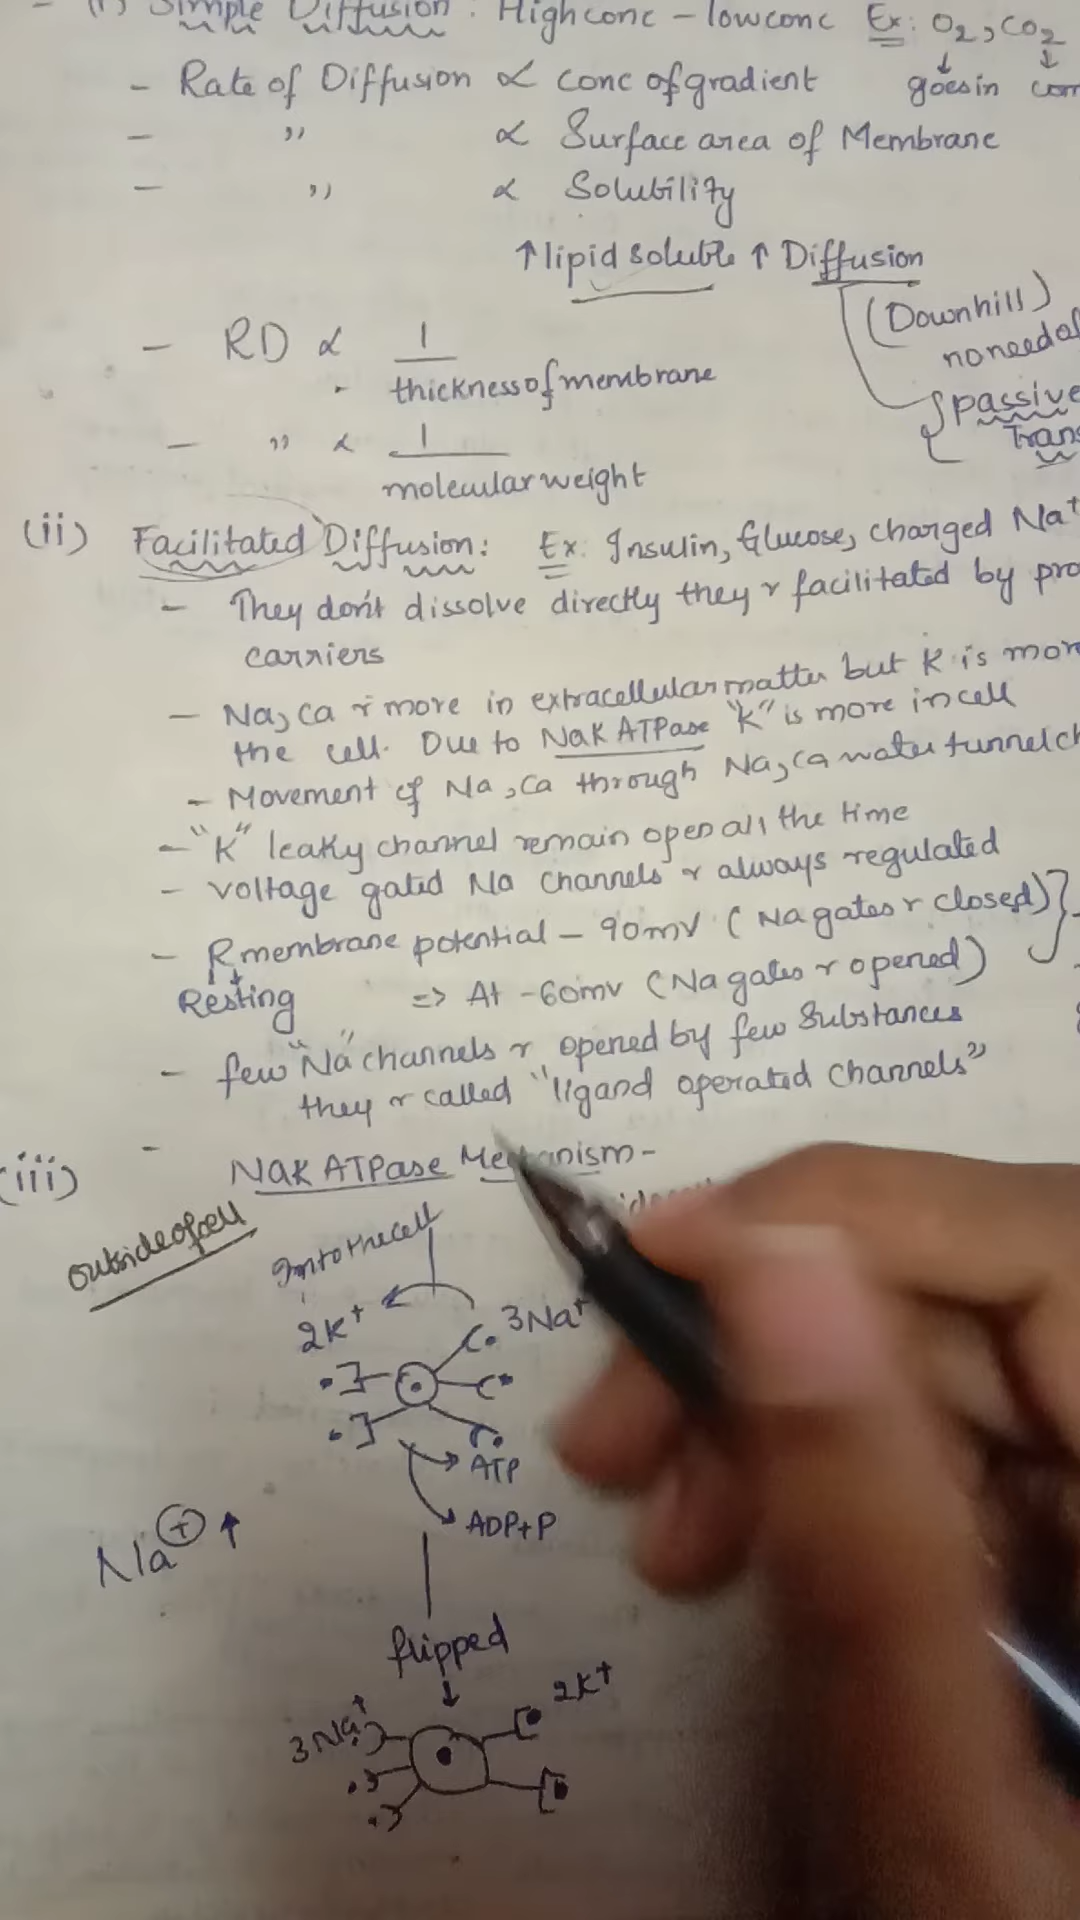 (i) Simple Diffusion : High conc - low conc Ex: O2, CO2
- Rate of Diffusion ∝ conc of gradient goes in
- " ∝ Surface area of Membrane
- " ∝ Solubility
↑ lipid soluble ↑ Diffusion
(Downhill)
no need of
passive
- RD ∝ 1
thickness of membrane
- " ∝ 1
molecular weight
(ii) Facilitated Diffusion: Ex: Insulin, Glucose, charged Na+
- They don't dissolve directly they r facilitated by
carriers
- Na, Ca r more in extracellular matter but K is more
the cell. Due to NaK ATPase "K" is more in cell
- Movement of Na, Ca through Na, Ca water tunnel
- "K" leaky channel remain open all the time
- Voltage gated Na channels r always regulated
- R membrane potential - 90mV (Na gates r closed)
Resting => At -60mv (Na gates r opened)
- few "Na" channels r opened by few Substances
they r called "ligand operated channels"
-
(iii) NaK ATPase Mechanism -
Outside of cell
Into the cell
2K+ 3Na+
ATP
ADP+P
Na+ ↑
flipped
3Na+ 2K+